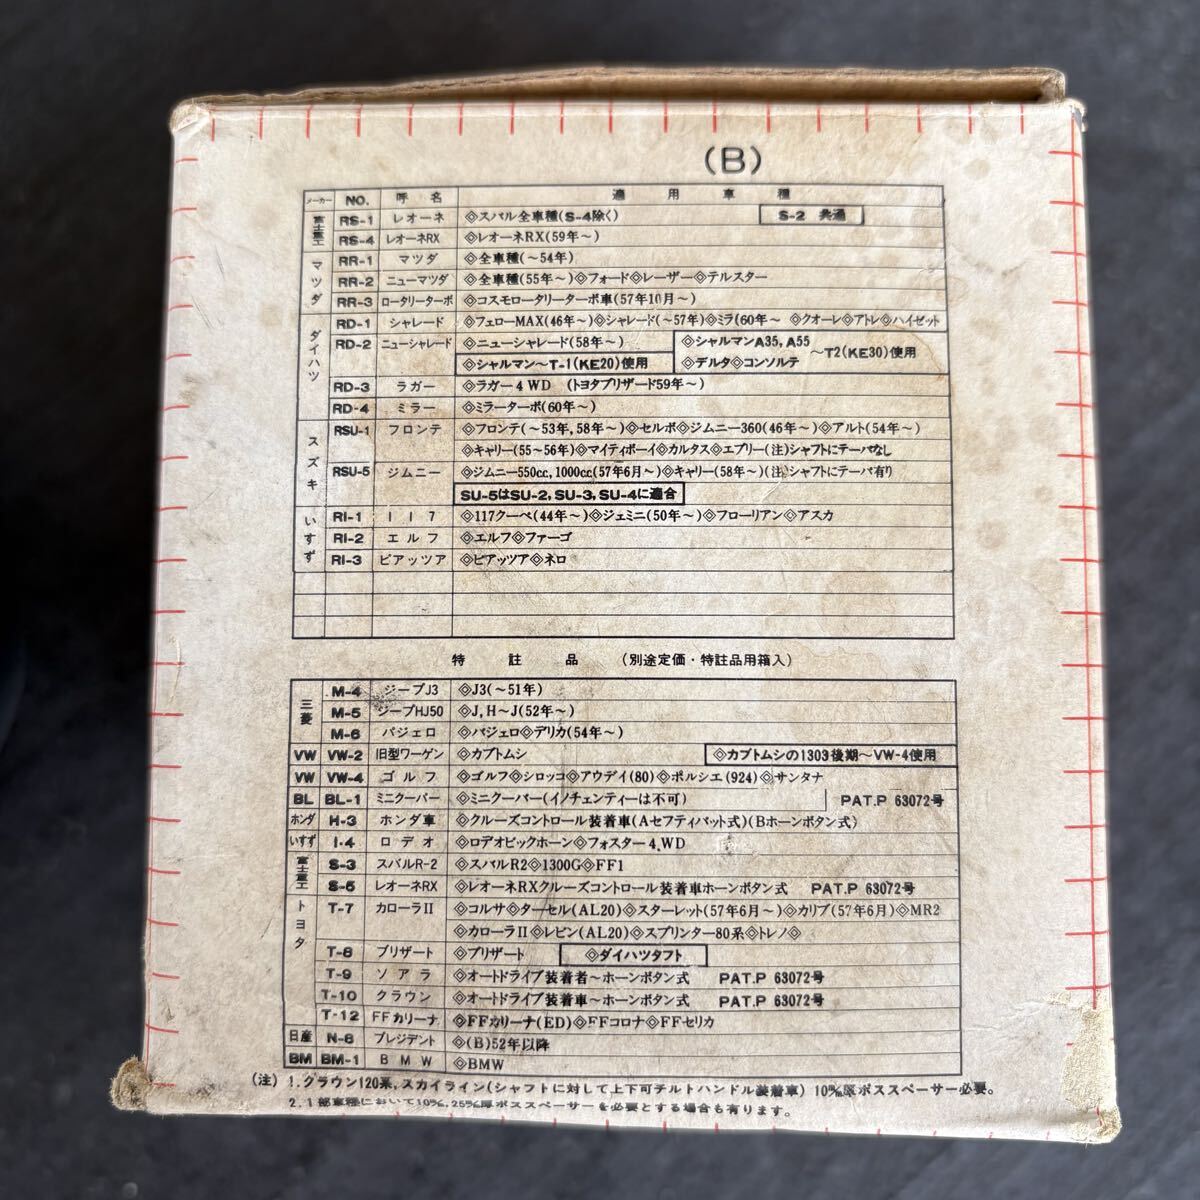 (B)
メーカー NO. 呼名 適用車種
富士重工 RS-1 レオーネ ◇スバル全車種(S-4除く) S-2 共通
RS-4 レオーネRX ◇レオーネRX(59年〜)
マツダ RR-1 マツダ ◇全車種(〜54年)
RR-2 ニューマツダ ◇全車種(55年〜)◇フォード◇レーザー◇テルスター
RR-3 ロータリーターボ ◇コスモロータリーターボ車(57年10月〜)
ダイハツ RD-1 シャレード ◇フェローMAX(46年〜)◇シャレード(〜57年)◇ミラ(60年〜 ◇クオーレ◇アトレ◇ハイゼット
RD-2 ニューシャレード ◇ニューシャレード(58年〜) ◇シャルマンA35, A55
◇シャルマン〜T-1(KE20)使用 ◇デルタ◇コンソルテ 〜T2(KE30)使用
RD-3 ラガー ◇ラガー4WD (トヨタブリザード59年〜)
RD-4 ミラー ◇ミラーターボ(60年〜)
スズキ RSU-1 フロンテ ◇フロンテ(〜53年, 58年〜)◇セルボ◇ジムニー360(46年〜)◇アルト(54年〜)
◇キャリー(55〜56年)◇マイティボーイ◇カルタス◇エブリー(注)シャフトにテーパなし
RSU-5 ジムニー ◇ジムニー550cc, 1000cc(57年6月〜)◇キャリー(58年〜)(注)シャフトにテーパ有り
SU-5はSU-2, SU-3, SU-4に適合
いすず RI-1 117 ◇117クーペ(44年〜)◇ジェミニ(50年〜)◇フローリアン◇アスカ
RI-2 エルフ ◇エルフ◇ファーゴ
RI-3 ピアッツア ◇ピアッツア◇ネロ
特註品 (別途定価・特註品用箱入)
三菱 M-4 ジープJ3 ◇J3(〜51年)
M-5 ジープHJ50 ◇J, H〜J(52年〜)
M-6 パジェロ ◇パジェロ◇デリカ(54年〜)
VW VW-2 旧型ワーゲン ◇カブトムシ ◇カブトムシの1303後期〜VW-4使用
VW VW-4 ゴルフ ◇ゴルフ◇シロッコ◇アウデイ(80)◇ポルシエ(924)◇サンタナ
BL BL-1 ミニクーパー ◇ミニクーパー(イノチェンティーは不可) PAT.P 63072号
ホンダ H-3 ホンダ車 ◇クルーズコントロール装着車(Aセフティパット式)(Bホーンボタン式)
いすず I-4 ロデオ ◇ロデオビックホーン◇フォスター4.WD
富士重工 S-3 スバルR-2 ◇スバルR2◇1300G◇FF1
S-5 レオーネRX ◇レオーネRXクルーズコントロール装着車ホーンボタン式 PAT.P 63072号
トヨタ T-7 カローラII ◇コルサ◇ターセル(AL20)◇スターレット(57年6月〜)◇カリブ(57年6月)◇MR2
◇カローラII◇レビン(AL20)◇スプリンター80系◇トレノ◇
T-8 ブリザート ◇ブリザート ◇ダイハツタフト
T-9 ソアラ ◇オートドライブ装着者〜ホーンボタン式 PAT.P 63072号
T-10 クラウン ◇オートドライブ装着車〜ホーンボタン式 PAT.P 63072号
T-12 FFカリーナ ◇FFカリーナ(ED)◇FFコロナ◇FFセリカ
日産 N-6 プレジデント ◇(B)52年以降
BM BM-1 BMW ◇BMW
(注) 1.クラウン120系, スカイライン(シャフトに対して上下可チルトハンドル装着車) 10㎜厚ボススペーサー必要。
2.1部車種において10㎜, 25㎜厚ボススペーサーを必要とする場合も有ります。